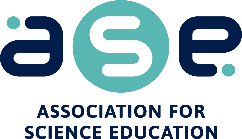 ase
ASSOCIATION FOR
SCIENCE EDUCATION